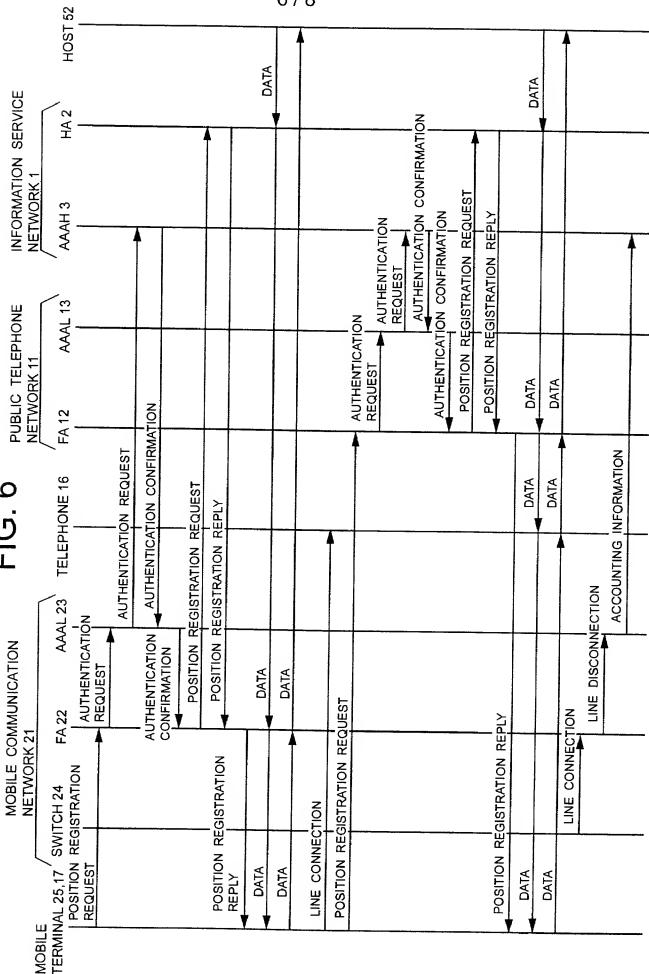 6 / 8
FIG. 6
MOBILE COMMUNICATION
NETWORK 21
PUBLIC TELEPHONE
NETWORK 11
INFORMATION SERVICE
NETWORK 1
MOBILE
TERMINAL 25,17
SWITCH 24
FA 22
AAAL 23
TELEPHONE 16
FA 12
AAAL 13
AAAH 3
HA 2
HOST 52
POSITION REGISTRATION
REQUEST
AUTHENTICATION
REQUEST
AUTHENTICATION REQUEST
AUTHENTICATION CONFIRMATION
AUTHENTICATION
CONFIRMATION
POSITION REGISTRATION REQUEST
POSITION REGISTRATION REPLY
POSITION REGISTRATION
REPLY
DATA
DATA
DATA
DATA
DATA
LINE CONNECTION
POSITION REGISTRATION REQUEST
AUTHENTICATION
REQUEST
AUTHENTICATION
REQUEST
AUTHENTICATION CONFIRMATION
AUTHENTICATION CONFIRMATION
POSITION REGISTRATION REQUEST
POSITION REGISTRATION REPLY
POSITION REGISTRATION REPLY
DATA
DATA
DATA
DATA
DATA
DATA
DATA
LINE CONNECTION
LINE DISCONNECTION
ACCOUNTING INFORMATION